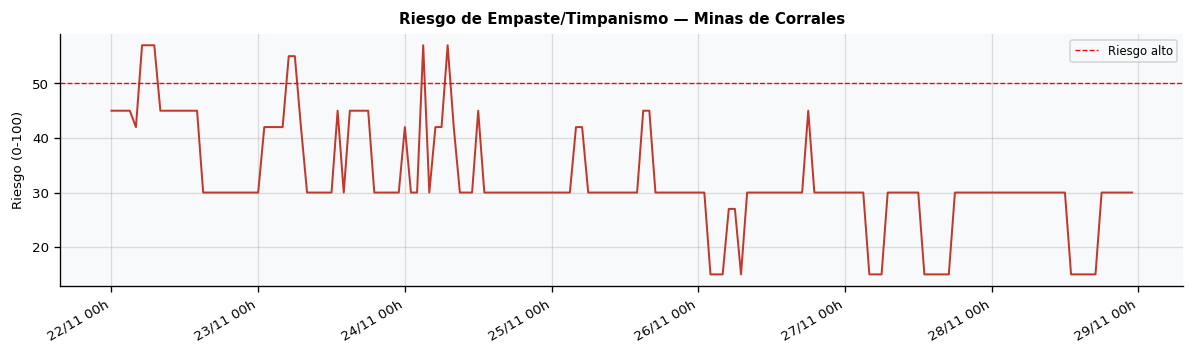 Riesgo de Empaste/Timpanismo — Minas de Corrales
Riesgo alto
Riesgo (0-100)
50
40
30
20
22/11 00h
23/11 00h
24/11 00h
25/11 00h
26/11 00h
27/11 00h
28/11 00h
29/11 00h